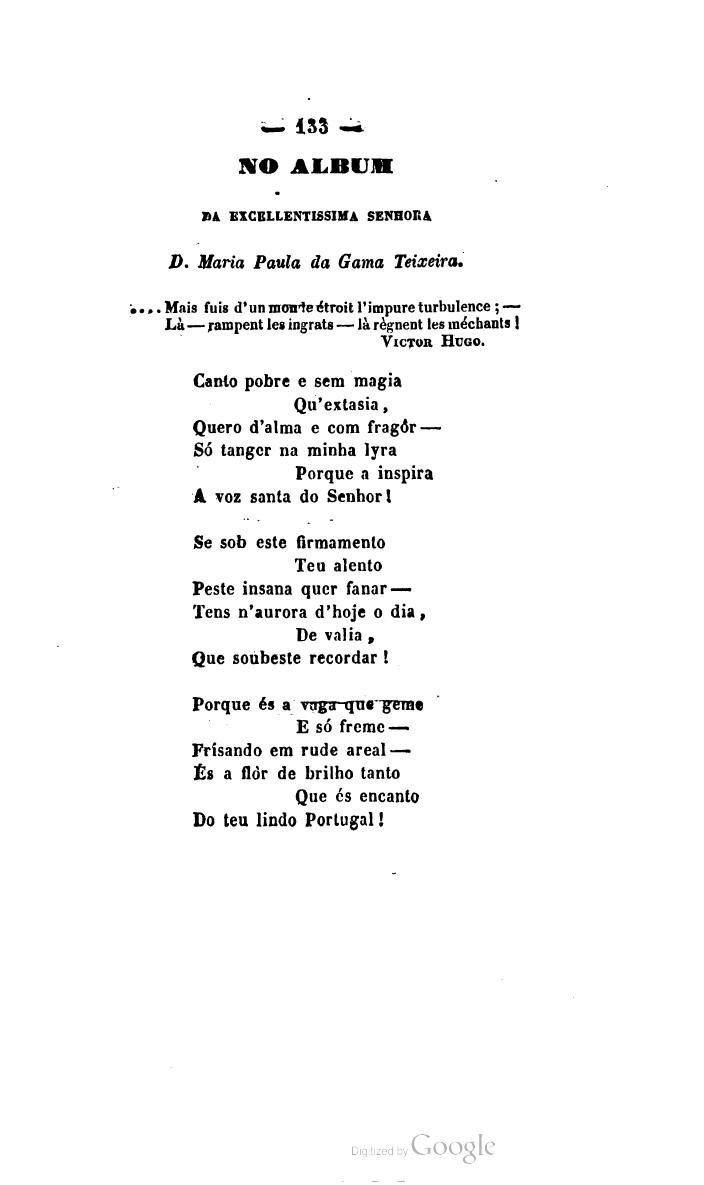 — 133 —
NO ALBUM
DA EXCELLENTISSIMA SENHORA
D. Maria Paula da Gama Teixeira.
....Mais fuis d'un monde étroit l'impure turbulence ; —
Là — rampent les ingrats — là règnent les méchants !
VICTOR HUGO.
Canto pobre e sem magia
Qu'extasia,
Quero d'alma e com fragôr —
Só tanger na minha lyra
Porque a inspira
A voz santa do Senhor!
Se sob este firmamento
Teu alento
Peste insana quer fanar —
Tens n'aurora d'hoje o dia,
De valia,
Que soubeste recordar !
Porque és a vaga que geme
E só freme —
Frísando em rude areal —
És a flòr de brilho tanto
Que és encanto
Do teu lindo Portugal!
Digitized by Google